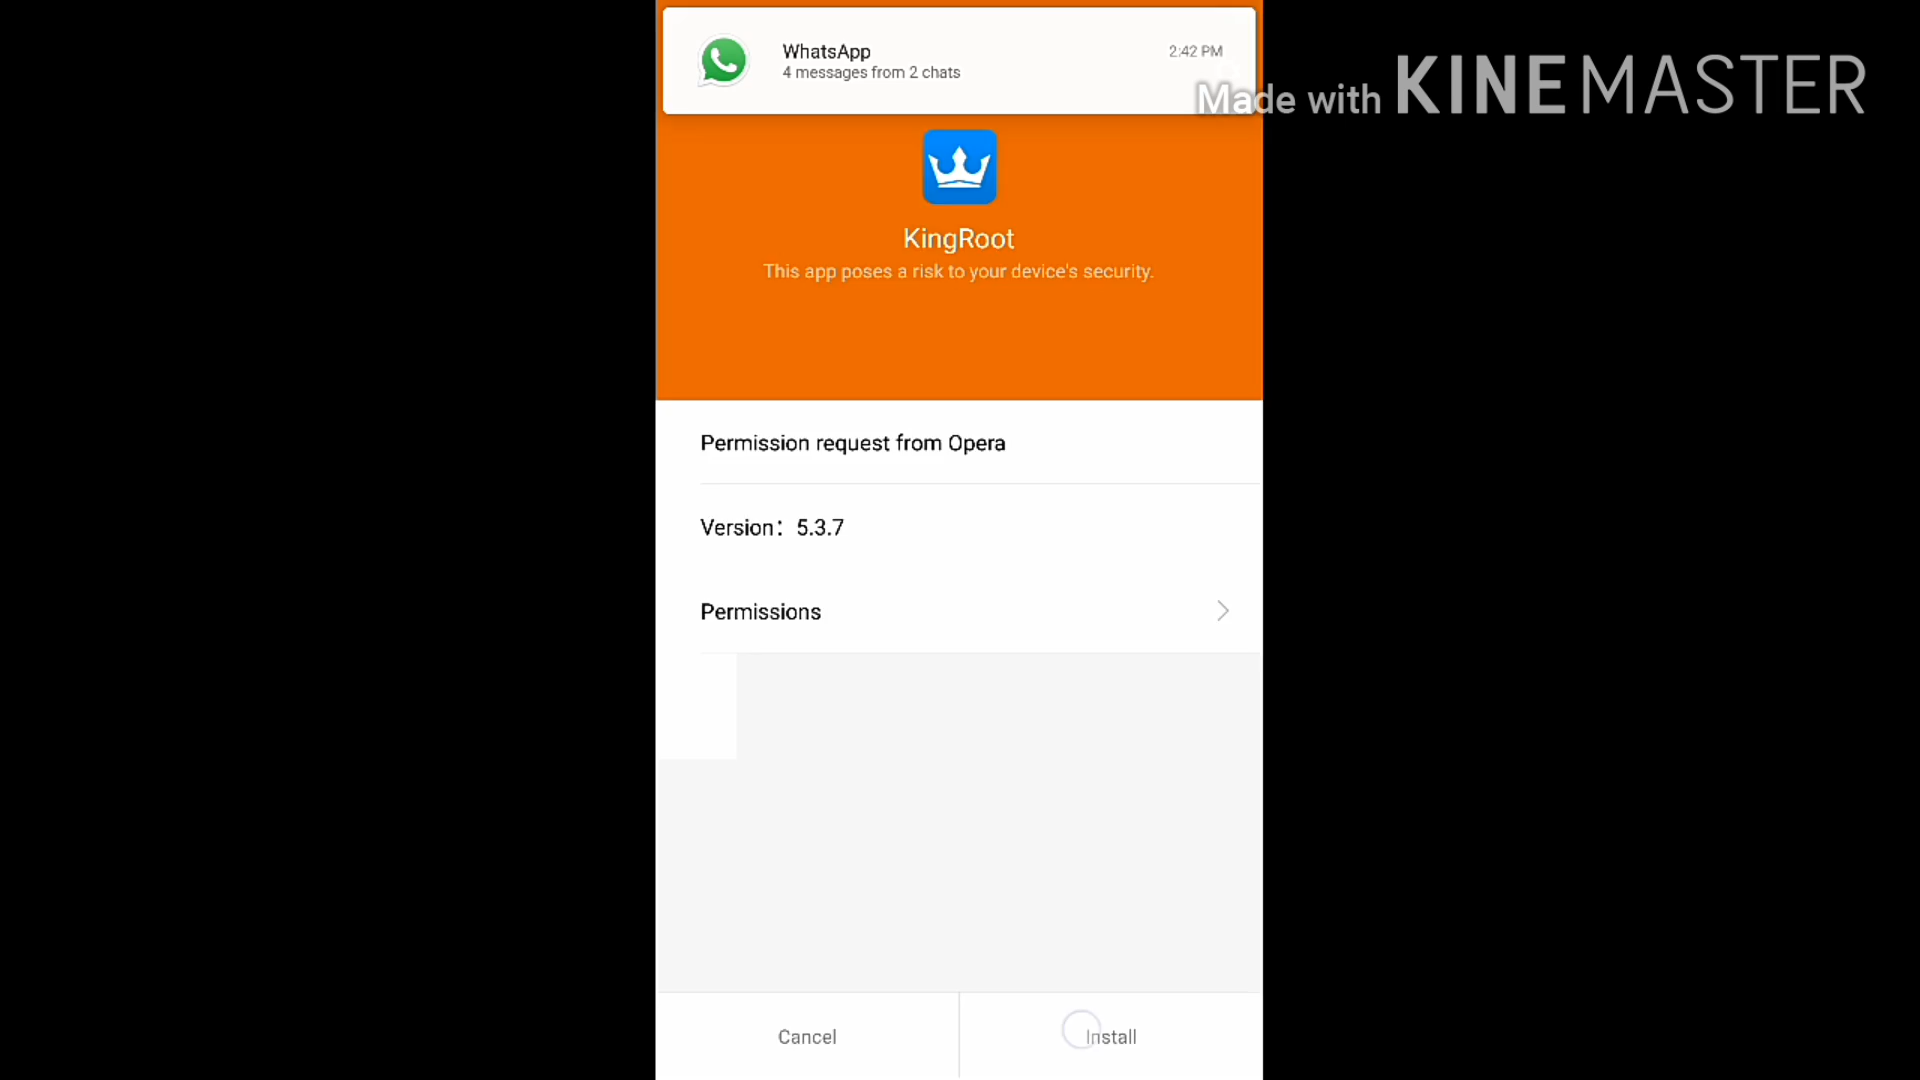 WhatsApp
2:42 PM
4 messages from 2 chats
Made with KINEMASTER
KingRoot
This app poses a risk to your device's security.
Permission request from Opera
Version: 5.3.7
Permissions
Cancel
Install